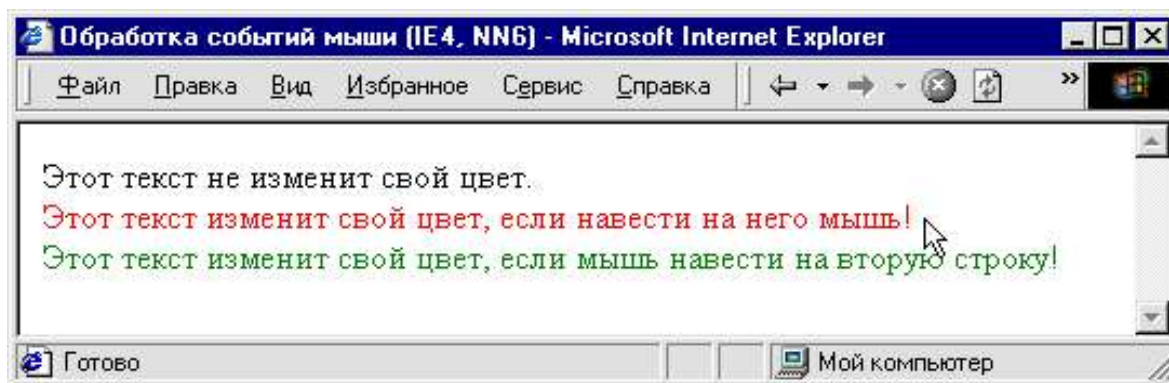 Обработка событий мыши (IE4, NN6) - Microsoft Internet Explorer
Файл Правка Вид Избранное Сервис Справка »
Этот текст не изменит свой цвет.
Этот текст изменит свой цвет, если навести на него мышь!
Этот текст изменит свой цвет, если мышь навести на вторую строку!
Готово Мой компьютер